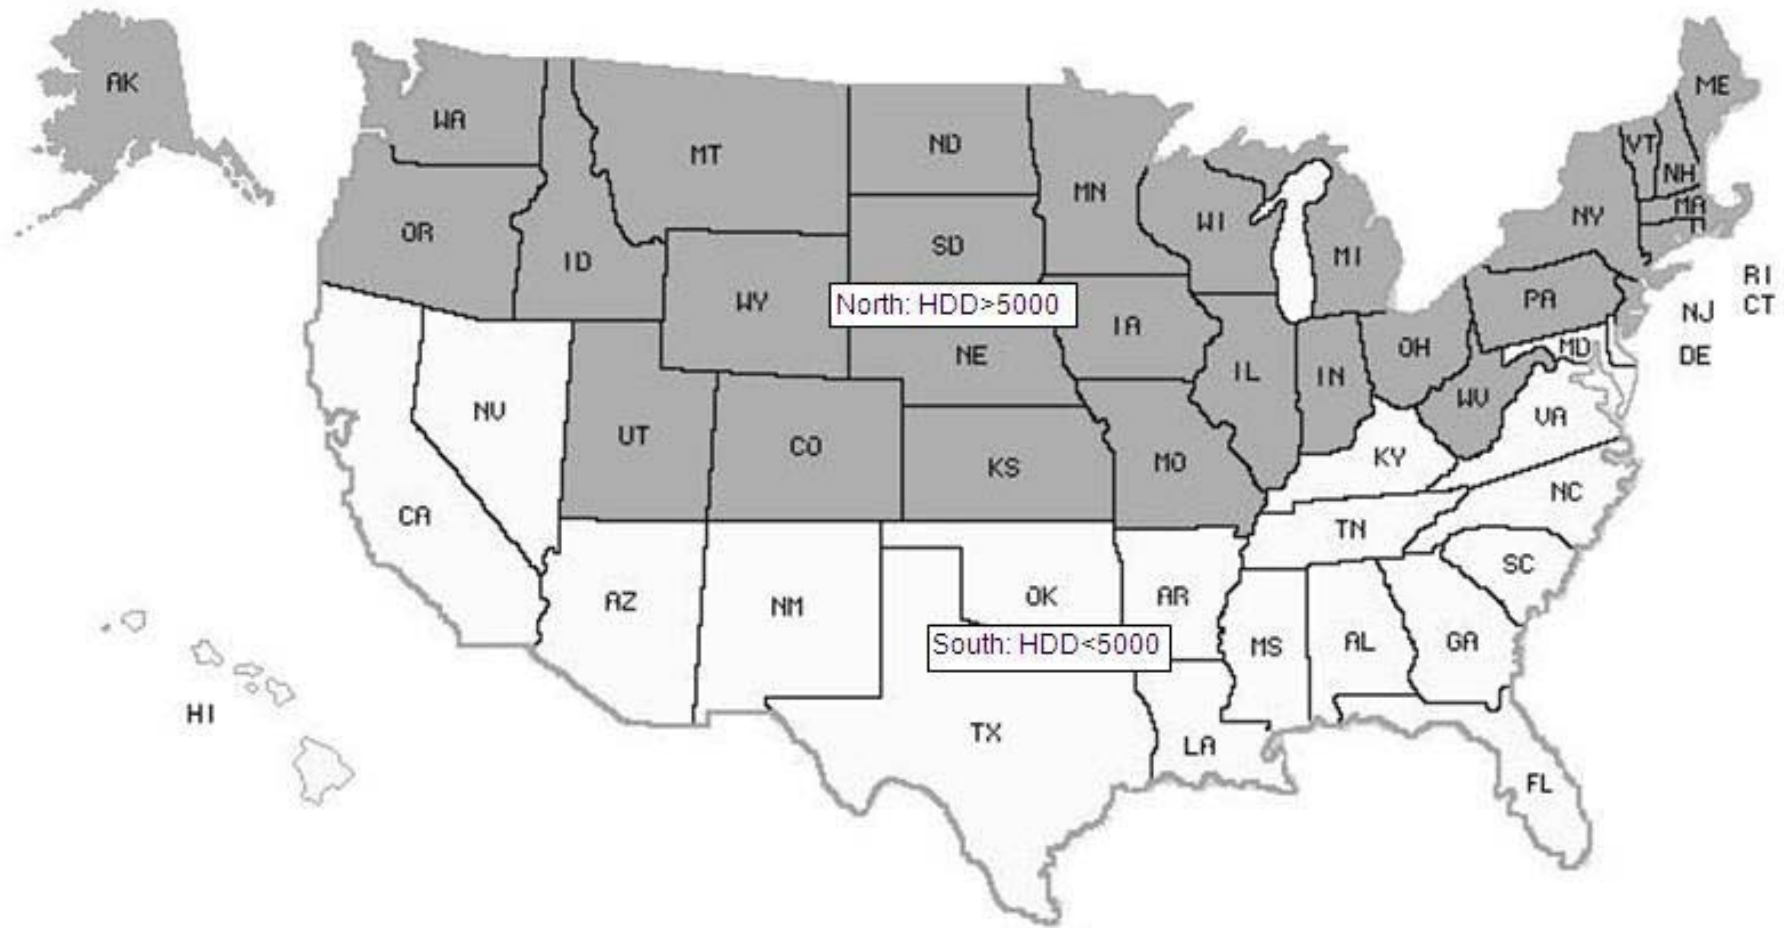 AK
WA
MT
ND
MN
ME
VT
NH
MA
NY
OR
ID
SD
WI
MI
RI
CT
WY
North: HDD>5000
IA
PA
NJ
DE
NE
OH
MD
IL
IN
WV
NV
UT
CO
KS
MO
KY
VA
CA
NC
TN
SC
AZ
NM
OK
AR
South: HDD<5000
MS
AL
GA
HI
TX
LA
FL